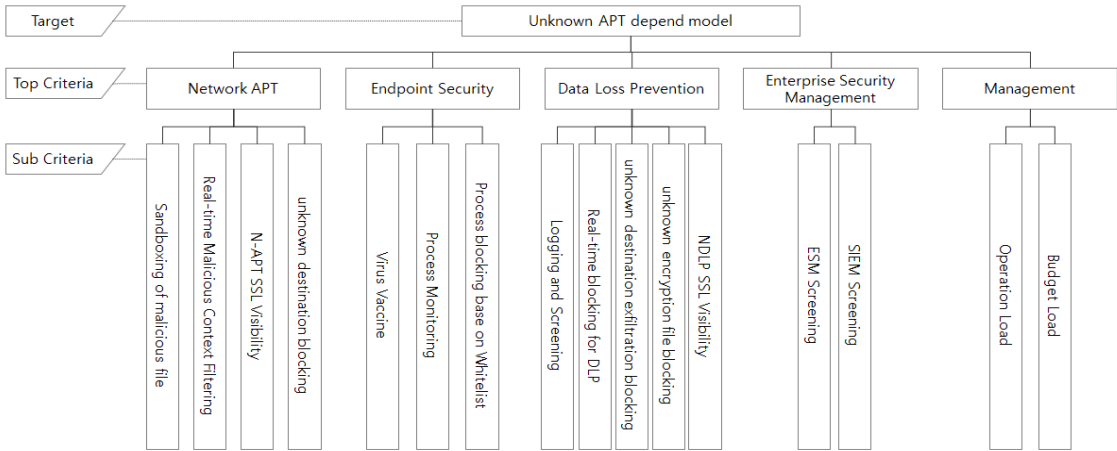 Target
Unknown APT depend model
Top Criteria
Network APT
Endpoint Security
Data Loss Prevention
Enterprise Security
Management
Management
Sub Criteria
Sandboxing of malicious file
Real-time Malicious Context Filtering
N-APT SSL Visibility
unknown destination blocking
Virus Vaccine
Process Monitoring
Process blocking base on Whitelist
Logging and Screening
Real-time blocking for DLP
unknown destination exfiltration blocking
unknown encryption file blocking
NDLP SSL Visibility
ESM Screening
SIEM Screening
Operation Load
Budget Load